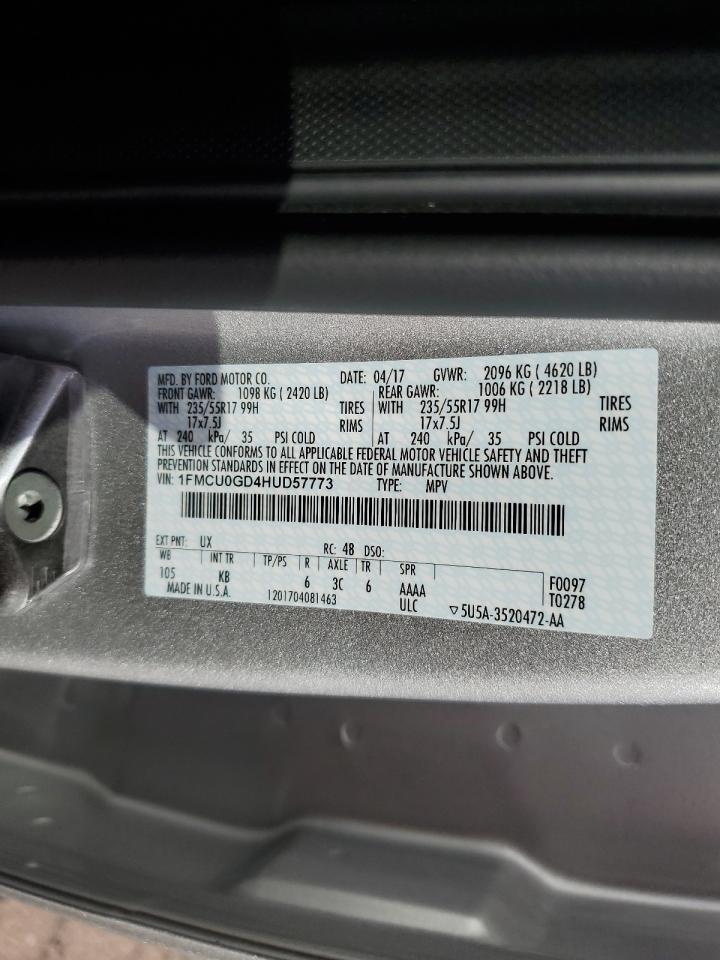 MFD. BY FORD MOTOR CO. DATE: 04/17 GVWR: 2096 KG ( 4620 LB)
FRONT GAWR: 1098 KG ( 2420 LB) REAR GAWR: 1006 KG ( 2218 LB)
WITH 235/55R17 99H TIRES WITH 235/55R17 99H TIRES
17x7.5J RIMS 17x7.5J RIMS
AT 240 kPa/ 35 PSI COLD AT 240 kPa/ 35 PSI COLD
THIS VEHICLE CONFORMS TO ALL APPLICABLE FEDERAL MOTOR VEHICLE SAFETY AND THEFT
PREVENTION STANDARDS IN EFFECT ON THE DATE OF MANUFACTURE SHOWN ABOVE.
VIN: 1FMCU0GD4HUD57773 TYPE: MPV
EXT PNT: UX RC: 48 DSO:
WB INT TR TP/PS R AXLE TR SPR
105 KB 6 3C 6 AAAA F0097
MADE IN U.S.A. 1201704081463 ULC T0278
▽5U5A-3520472-AA